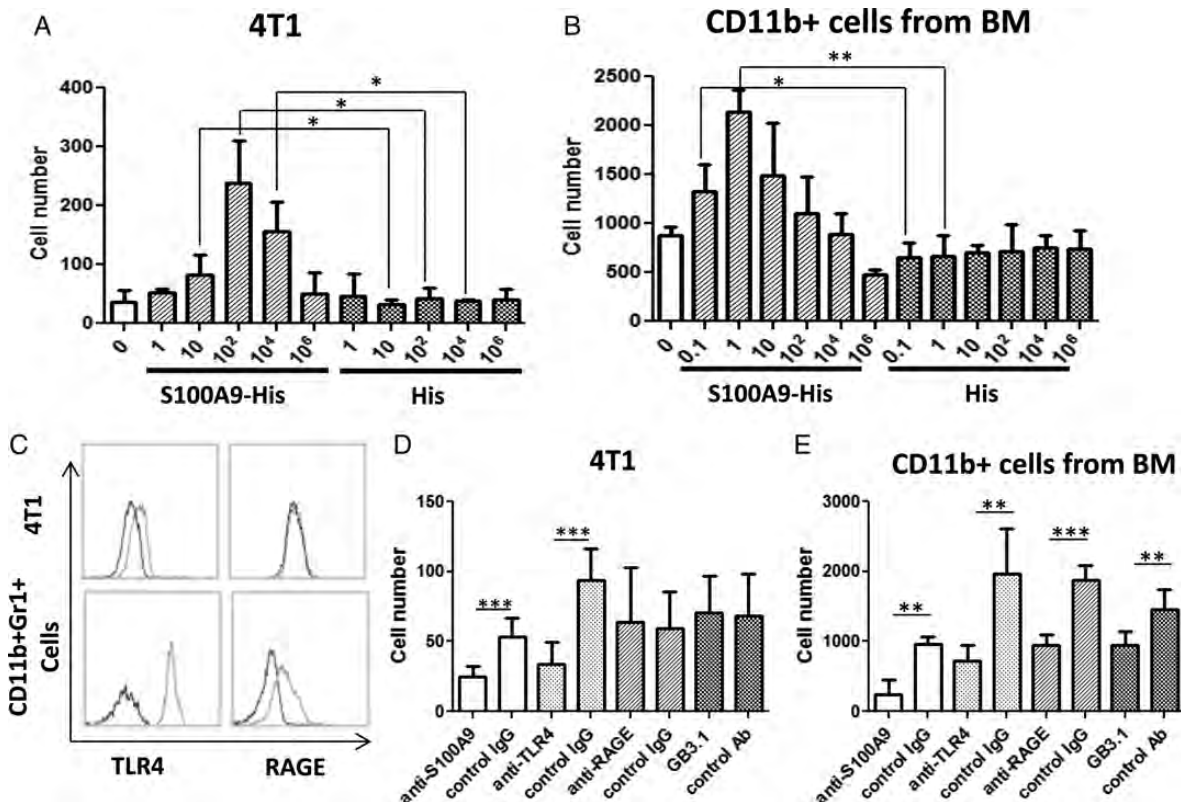 A
4T1
Cell number
400
300
200
100
0
*
*
*
0 1 10 10² 10⁴ 10⁶ 1 10 10² 10⁴ 10⁶
S100A9-His His
B
CD11b+ cells from BM
Cell number
2500
2000
1500
1000
500
0
**
*
0 0.1 1 10 10² 10⁴ 10⁶ 0.1 1 10 10² 10⁴ 10⁶
S100A9-His His
C
4T1
CD11b+Gr1+
Cells
TLR4 RAGE
D
4T1
Cell number
150
100
50
0
***
***
anti-S100A9
control IgG
anti-TLR4
control IgG
anti-RAGE
control IgG
GB3.1
control Ab
E
CD11b+ cells from BM
Cell number
3000
2000
1000
0
**
**
***
**
anti-S100A9
control IgG
anti-TLR4
control IgG
anti-RAGE
control IgG
GB3.1
control Ab